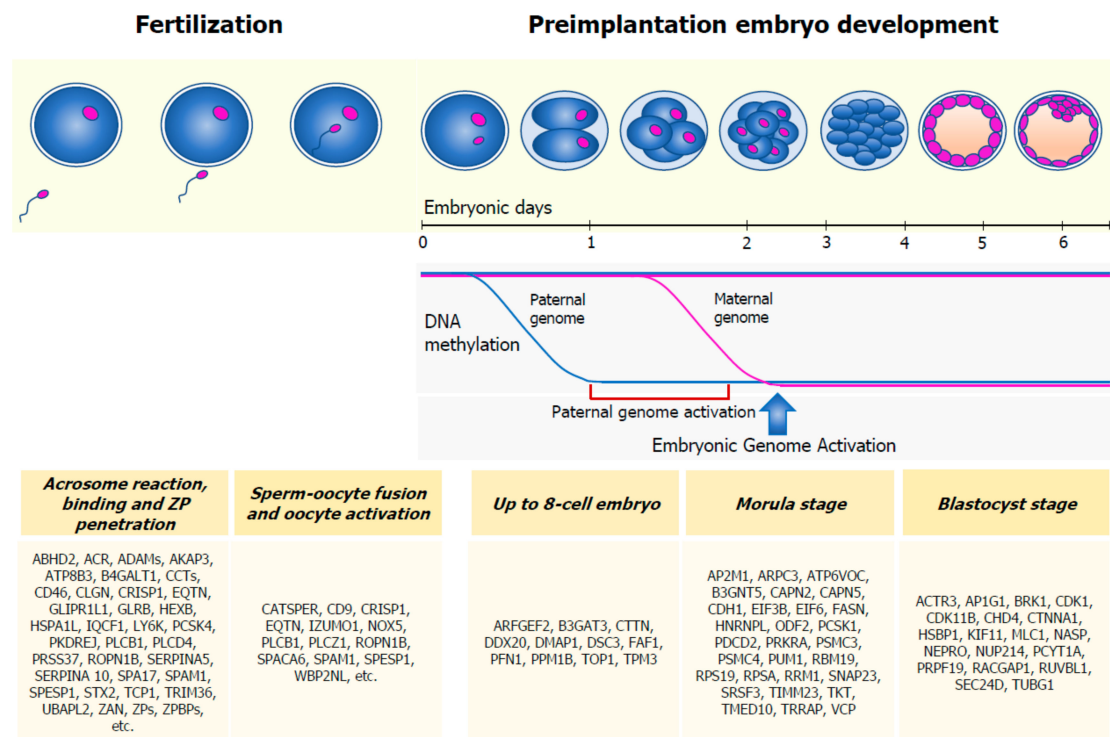 Fertilization
Preimplantation embryo development
Embryonic days
0 1 2 3 4 5 6
Paternal
genome
Maternal
genome
DNA
methylation
Paternal genome activation
Embryonic Genome Activation
Acrosome reaction,
binding and ZP
penetration
ABHD2, ACR, ADAMs, AKAP3,
ATP8B3, B4GALT1, CCTs,
CD46, CLGN, CRISP1, EQTN,
GLIPR1L1, GLRB, HEXB,
HSPA1L, IQCF1, LY6K, PCSK4,
PKDREJ, PLCB1, PLCD4,
PRSS37, ROPN1B, SERPINA5,
SERPINA 10, SPA17, SPAM1,
SPESP1, STX2, TCP1, TRIM36,
UBAPL2, ZAN, ZPs, ZPBPs,
etc.
Sperm-oocyte fusion
and oocyte activation
CATSPER, CD9, CRISP1,
EQTN, IZUMO1, NOX5,
PLCB1, PLCZ1, ROPN1B,
SPACA6, SPAM1, SPESP1,
WBP2NL, etc.
Up to 8-cell embryo
ARFGEF2, B3GAT3, CTTN,
DDX20, DMAP1, DSC3, FAF1,
PFN1, PPM1B, TOP1, TPM3
Morula stage
AP2M1, ARPC3, ATP6VOC,
B3GNT5, CAPN2, CAPN5,
CDH1, EIF3B, EIF6, FASN,
HNRNPL, ODF2, PCSK1,
PDCD2, PRKRA, PSMC3,
PSMC4, PUM1, RBM19,
RPS19, RPSA, RRM1, SNAP23,
SRSF3, TIMM23, TKT,
TMED10, TRRAP, VCP
Blastocyst stage
ACTR3, AP1G1, BRK1, CDK1,
CDK11B, CHD4, CTNNA1,
HSBP1, KIF11, MLC1, NASP,
NEPRO, NUP214, PCYT1A,
PRPF19, RACGAP1, RUVBL1,
SEC24D, TUBG1